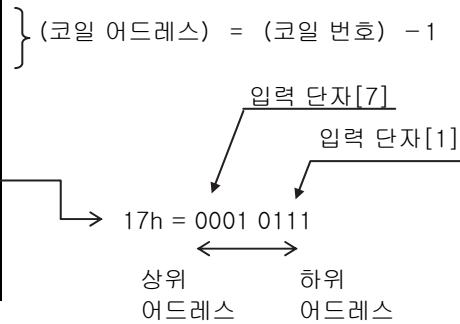 (코일 어드레스) = (코일 번호) -1
입력 단자[7]
입력 단자[1]
17h = 0001 0111
상위 하위
어드레스 어드레스